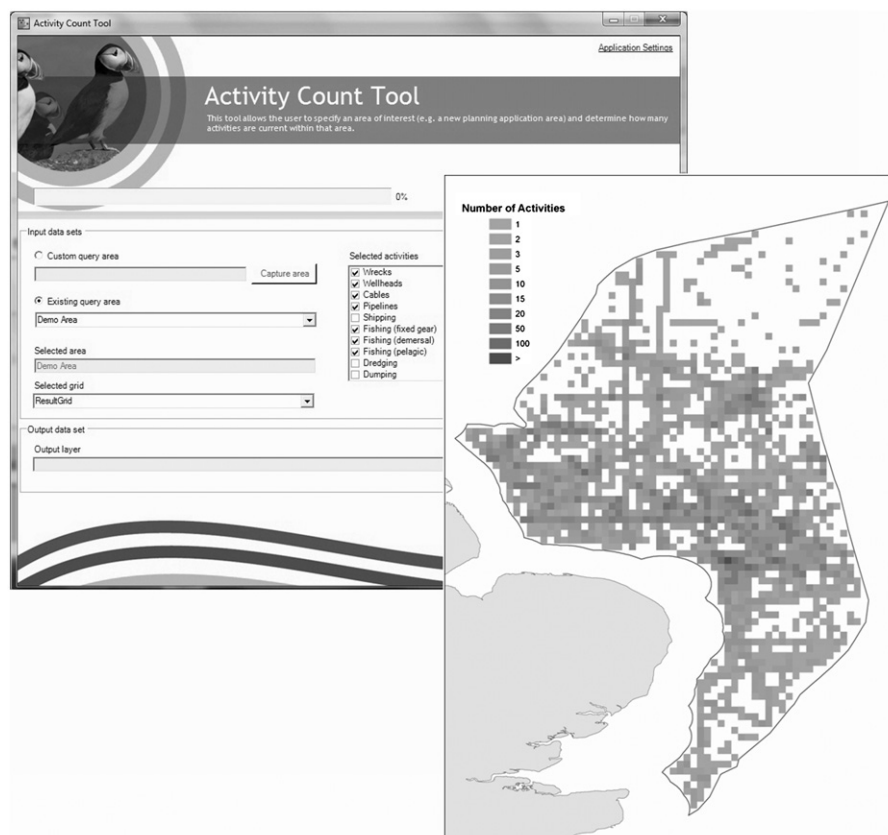 Activity Count Tool
Application Settings
Activity Count Tool
This tool allows the user to specify an area of interest (e.g. a new planning application area) and determine how many
activities are current within that area.
0%
Input data sets
Custom query area
Capture area
Existing query area
Demo Area
Selected area
Demo Area
Selected grid
ResultGrid
Selected activities
Wrecks
Wellheads
Cables
Pipelines
Shipping
Fishing (fixed gear)
Fishing (demersal)
Fishing (pelagic)
Dredging
Dumping
Output data set
Output layer
Number of Activities
1
2
3
5
10
15
20
50
100
>